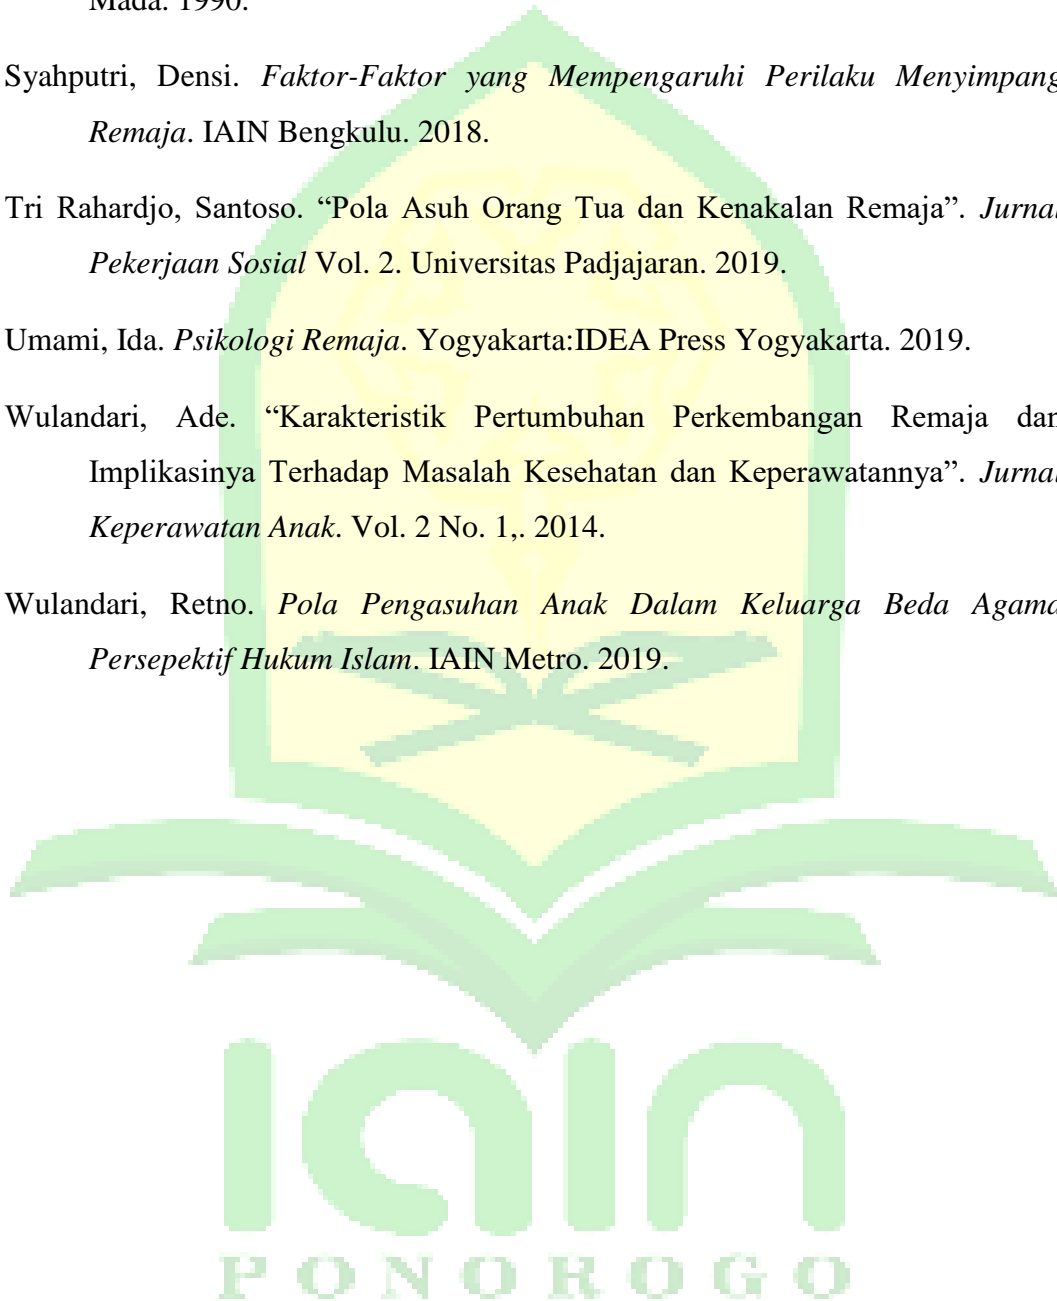 Mada. 1990.
Syahputri, Densi. Faktor-Faktor yang Mempengaruhi Perilaku Menyimpang
Remaja. IAIN Bengkulu. 2018.
Tri Rahardjo, Santoso. “Pola Asuh Orang Tua dan Kenakalan Remaja”. Jurnal
Pekerjaan Sosial Vol. 2. Universitas Padjajaran. 2019.
Umami, Ida. Psikologi Remaja. Yogyakarta:IDEA Press Yogyakarta. 2019.
Wulandari, Ade. “Karakteristik Pertumbuhan Perkembangan Remaja dan
Implikasinya Terhadap Masalah Kesehatan dan Keperawatannya”. Jurnal
Keperawatan Anak. Vol. 2 No. 1,. 2014.
Wulandari, Retno. Pola Pengasuhan Anak Dalam Keluarga Beda Agama
Persepektif Hukum Islam. IAIN Metro. 2019.
iain
PONOROGO